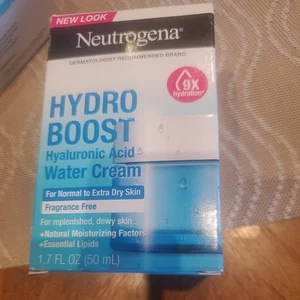 NEW LOOK
Neutrogena®
DERMATOLOGIST RECOMMENDED BRAND
9X
hydration*
HYDRO
BOOST
Hyaluronic Acid
Water Cream
For Normal to Extra Dry Skin
Fragrance Free
For replenished, dewy skin
+Natural Moisturizing Factors
+Essential Lipids
1.7 FL OZ (50 mL)